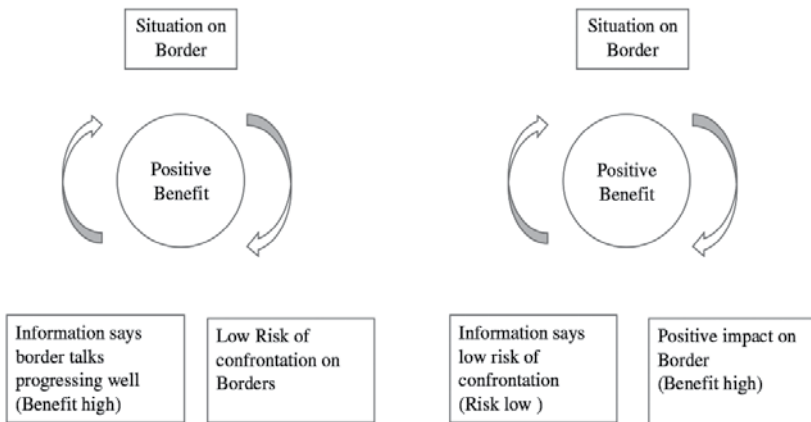 Situation on
Border
Positive
Benefit
Information says
border talks
progressing well
(Benefit high)
Low Risk of
confrontation on
Borders
Situation on
Border
Positive
Benefit
Information says
low risk of
confrontation
(Risk low )
Positive impact on
Border
(Benefit high)